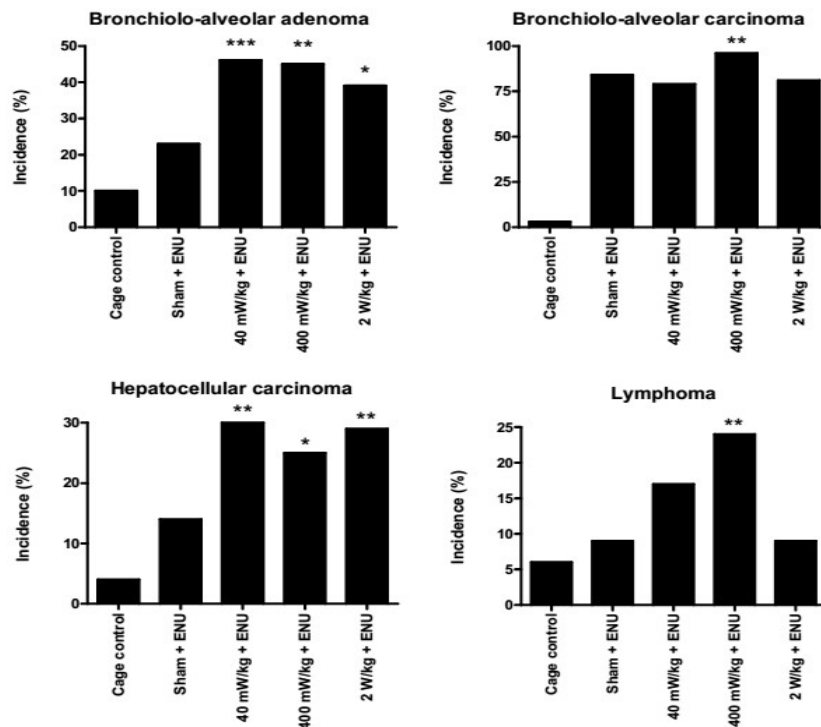 Bronchiolo-alveolar adenoma
Incidence (%)
50
40
30
20
10
0
***
**
*
Cage control
Sham + ENU
40 mW/kg + ENU
400 mW/kg + ENU
2 W/kg + ENU
Bronchiolo-alveolar carcinoma
Incidence (%)
100
75
50
25
0
**
Cage control
Sham + ENU
40 mW/kg + ENU
400 mW/kg + ENU
2 W/kg + ENU
Hepatocellular carcinoma
Incidence (%)
30
20
10
0
**
*
**
Cage control
Sham + ENU
40 mW/kg + ENU
400 mW/kg + ENU
2 W/kg + ENU
Lymphoma
Incidence (%)
25
20
15
10
5
0
**
Cage control
Sham + ENU
40 mW/kg + ENU
400 mW/kg + ENU
2 W/kg + ENU